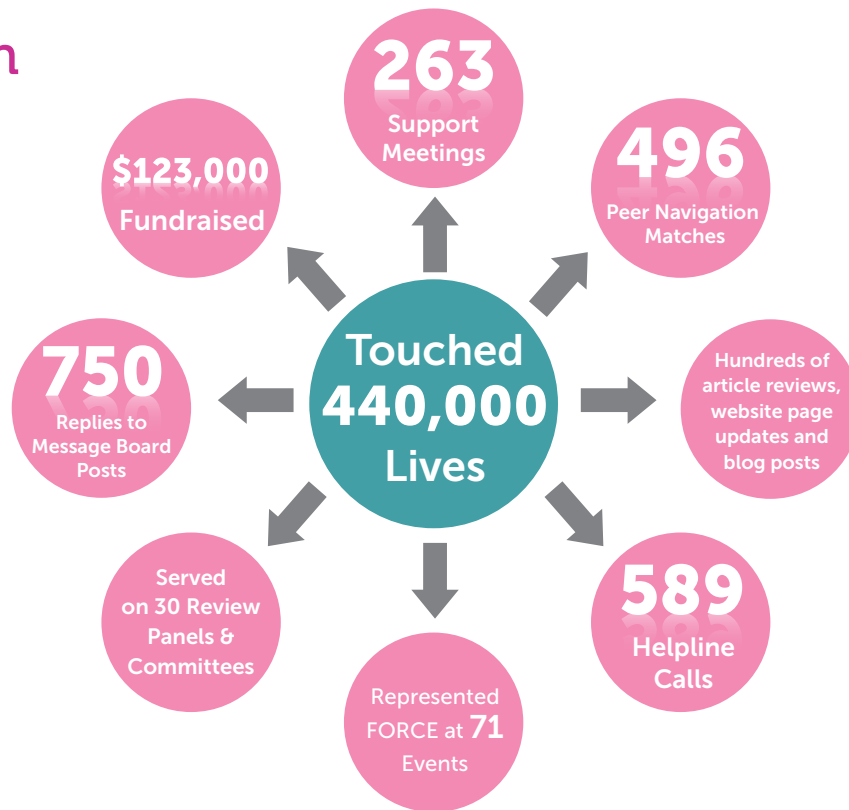 263
Support
Meetings
496
Peer Navigation
Matches
Hundreds of
article reviews,
website page
updates and
blog posts
589
Helpline
Calls
Represented
FORCE at 71
Events
Served
on 30 Review
Panels &
Committees
750
Replies to
Message Board
Posts
$123,000
Fundraised
Touched
440,000
Lives